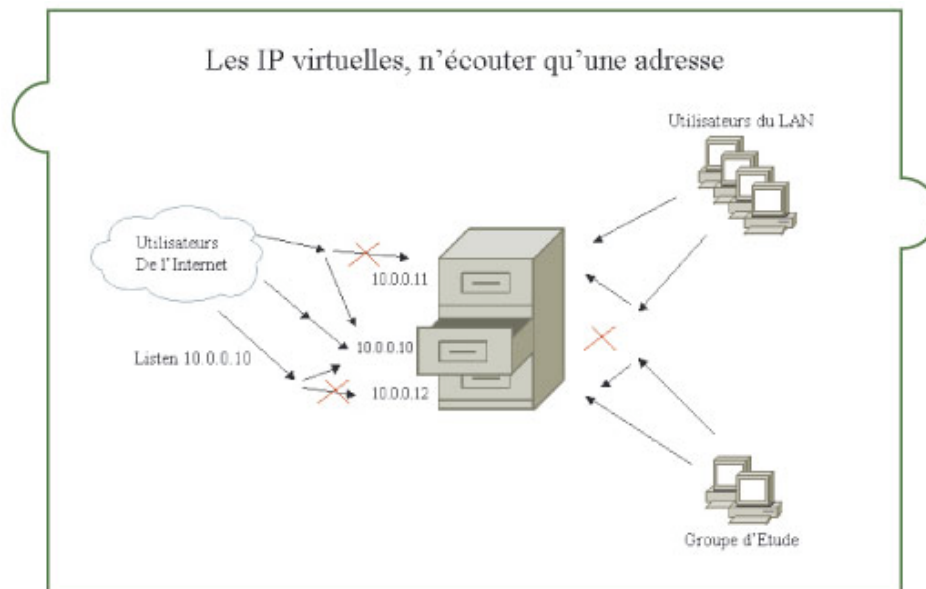 Les IP virtuelles, n'écouter qu'une adresse
Utilisateurs du LAN
Utilisateurs
De l'Internet
10.0.0.11
10.0.0.10
Listen 10.0.0.10
10.0.0.12
Groupe d'Etude